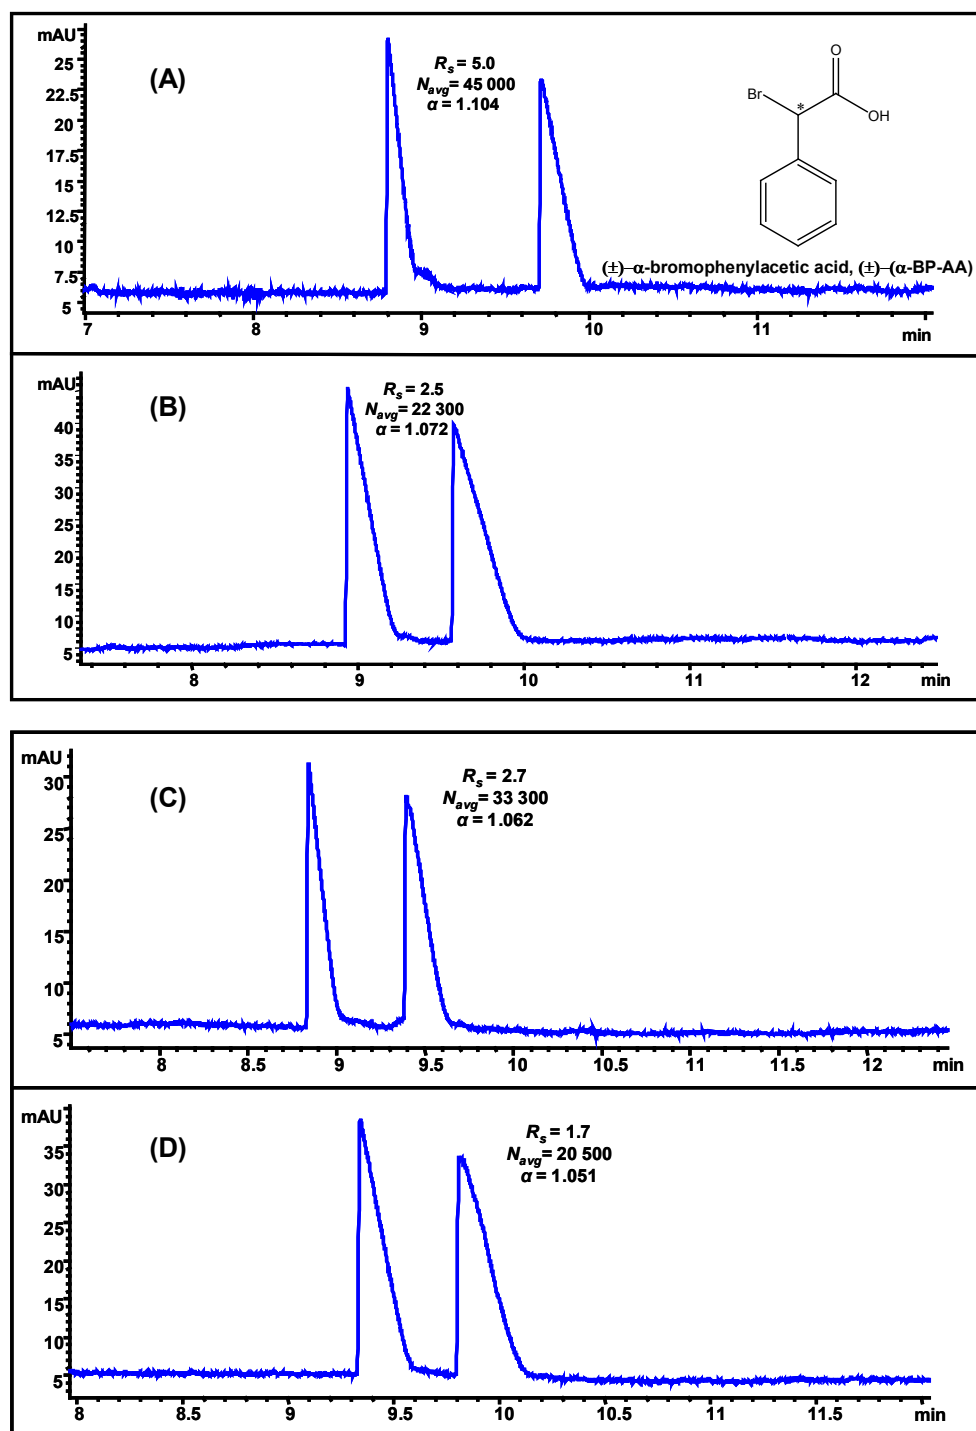 mAU
25
22.5
20
17.5
15
12.5
10
7.5
5
(A)
Rs = 5.0
Navg= 45 000
α = 1.104
O
Br
*
OH
(±)–α-bromophenylacetic acid, (±)–(α-BP-AA)
7 8 9 10 11 min
mAU
40
35
30
25
20
15
10
5
(B)
Rs = 2.5
Navg= 22 300
α = 1.072
8 9 10 11 12 min
mAU
30
25
20
15
10
5
(C)
Rs = 2.7
Navg= 33 300
α = 1.062
8 8.5 9 9.5 10 10.5 11 11.5 12 min
mAU
35
30
25
20
15
10
5
(D)
Rs = 1.7
Navg= 20 500
α = 1.051
8 8.5 9 9.5 10 10.5 11 11.5 min